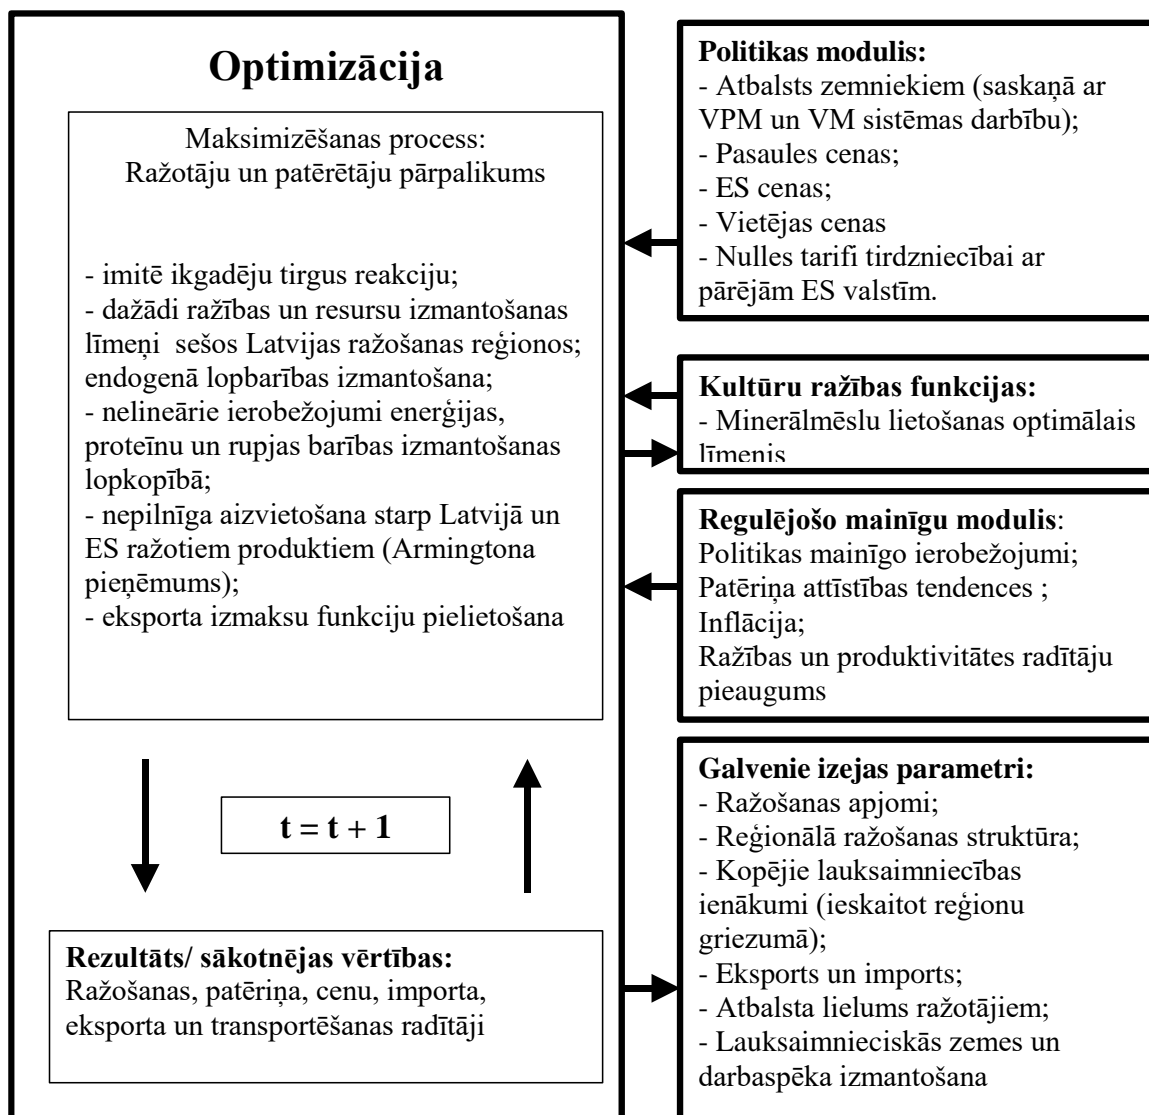 Optimizācija
Maksimizēšanas process:
Ražotāju un patērētāju pārpalikums
- imitē ikgadēju tirgus reakciju;
- dažādi ražības un resursu izmantošanas
līmeņi sešos Latvijas ražošanas reģionos;
endogenā lopbarības izmantošana;
- nelineārie ierobežojumi enerģijas,
proteīnu un rupjas barības izmantošanas
lopkopībā;
- nepilnīga aizvietošana starp Latvijā un
ES ražotiem produktiem (Armingtona
pieņēmums);
- eksporta izmaksu funkciju pielietošana
t = t + 1
Rezultāts/ sākotnējas vērtības:
Ražošanas, patēriņa, cenu, importa,
eksporta un transportēšanas radītāji
Politikas modulis:
- Atbalsts zemniekiem (saskaņā ar
VPM un VM sistēmas darbību);
- Pasaules cenas;
- ES cenas;
- Vietējas cenas
- Nulles tarifi tirdzniecībai ar
pārējām ES valstīm.
Kultūru ražības funkcijas:
- Minerālmēslu lietošanas optimālais
līmenis
Regulējošo mainīgu modulis:
Politikas mainīgo ierobežojumi;
Patēriņa attīstības tendences ;
Inflācija;
Ražības un produktivitātes radītāju
pieaugums
Galvenie izejas parametri:
- Ražošanas apjomi;
- Reģionālā ražošanas struktūra;
- Kopējie lauksaimniecības
ienākumi (ieskaitot reģionu
griezumā);
- Eksports un imports;
- Atbalsta lielums ražotājiem;
- Lauksaimnieciskās zemes un
darbaspēka izmantošana